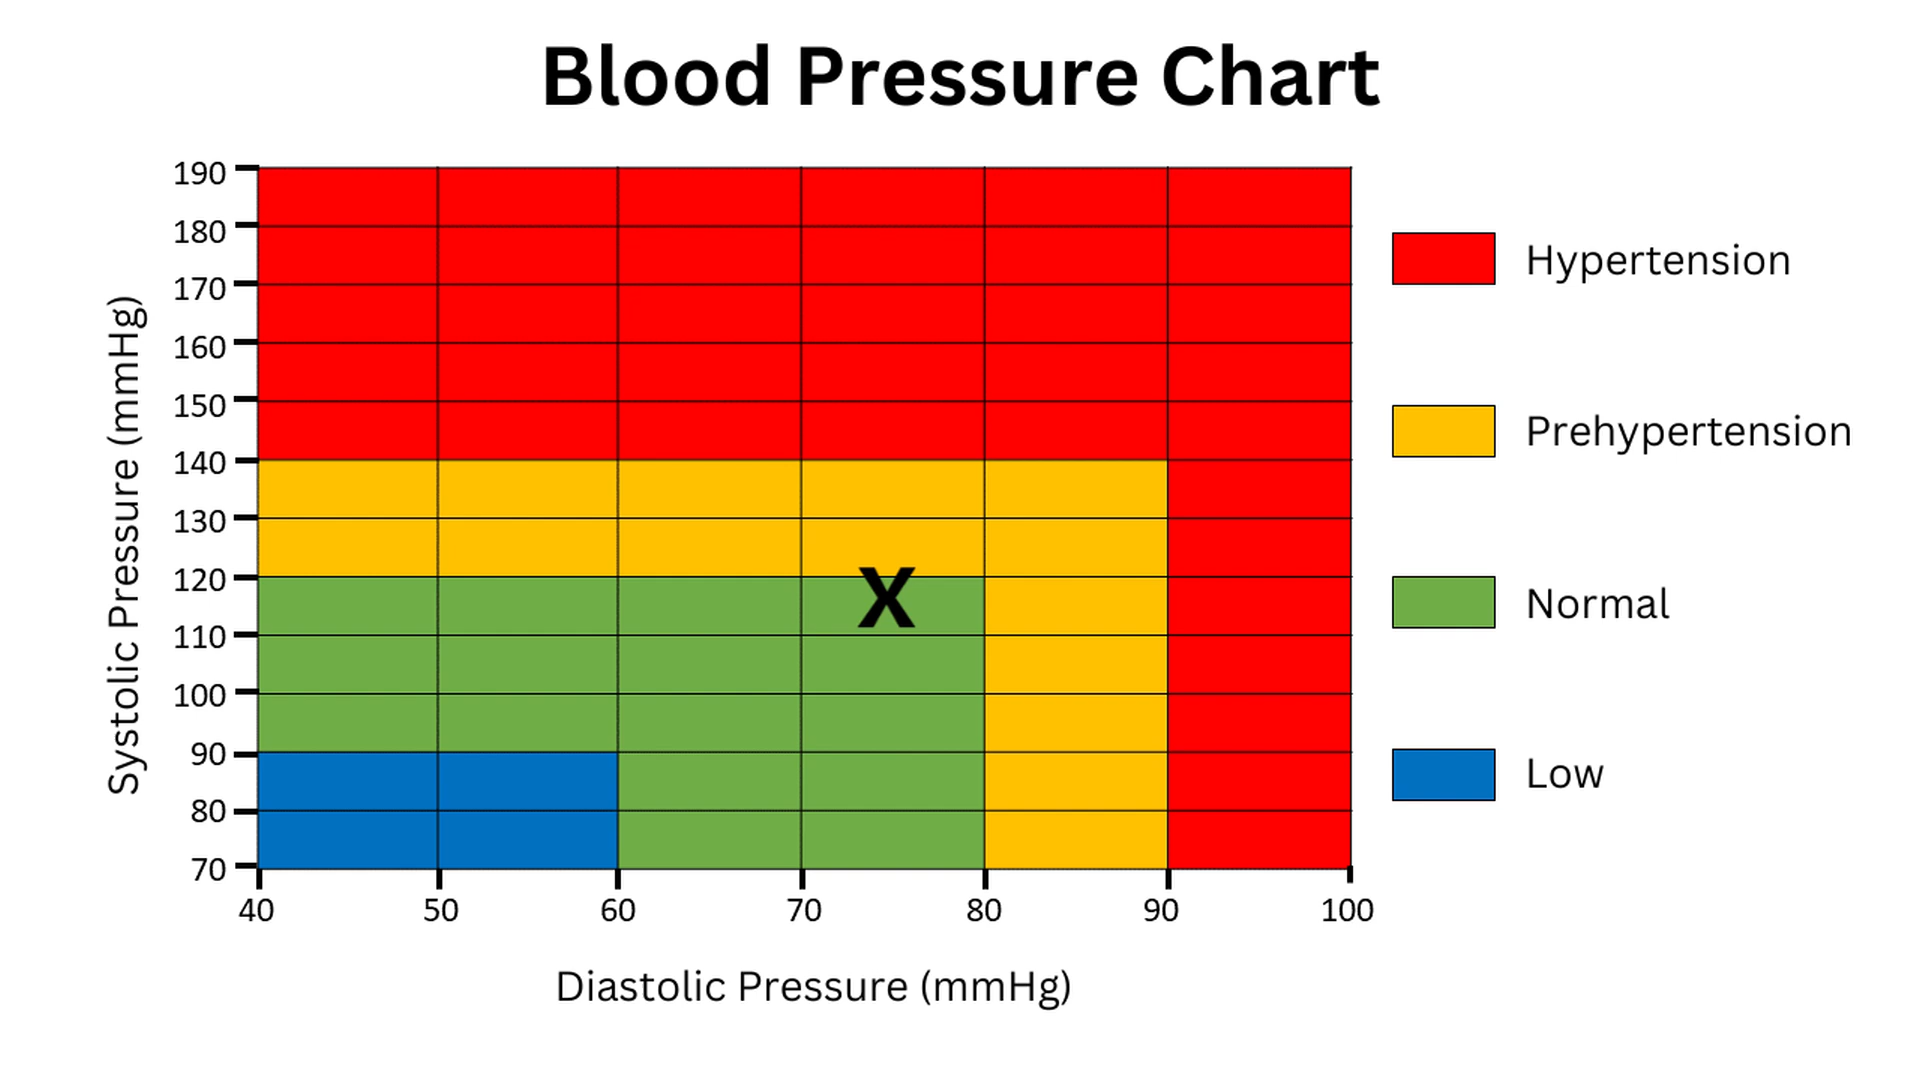 Blood Pressure Chart
Systolic Pressure (mmHg)
190
180
170
160
150
140
130
120
110
100
90
80
70
X
40 50 60 70 80 90 100
Diastolic Pressure (mmHg)
Hypertension
Prehypertension
Normal
Low